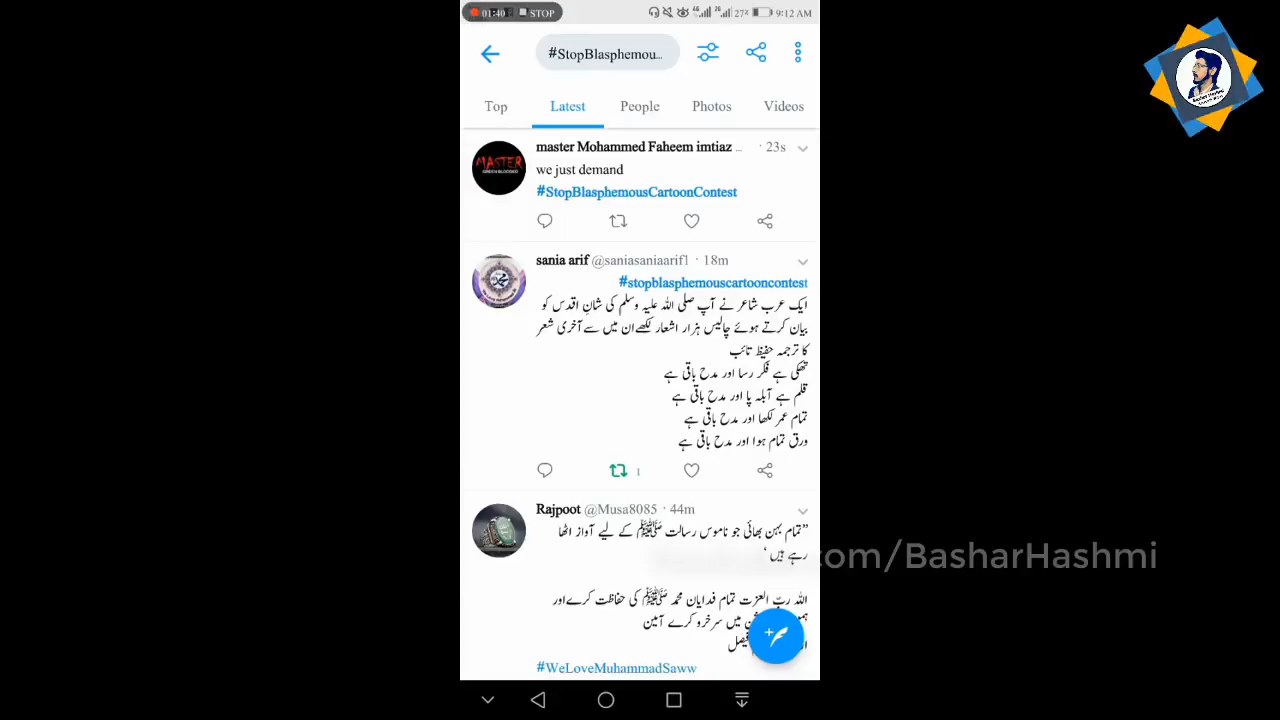 01:40 STOP 27% 9:12 AM
#StopBlasphemou...
Top Latest People Photos Videos
master Mohammed Faheem imtiaz ... · 23s
we just demand
#StopBlasphemousCartoonContest
sania arif @saniasaniaarif1 · 18m
#stopblasphemouscartooncontest
ایک عرب شاعر نے آپ صلی اللہ علیہ وسلم کی شانِ اقدس کو
بیان کرتے ہوئے چالیس ہزار اشعار لکھے ان میں سے آخری شعر
کا ترجمہ حفیظ تائب
تھکی ہے فکر رسا اور مدح باقی ہے
قلم ہے آبلہ پا اور مدح باقی ہے
تمام عمر لکھا اور مدح باقی ہے
ورق تمام ہوا اور مدح باقی ہے
1
Rajpoot @Musa8085 · 44m
”تمام بہن بھائی جو ناموس رسالت ﷺ کے لیے آواز اٹھا
رہے ہیں ‘
.com/BasharHashmi
اللہ ربّ العزت تمام فدایان محمد ﷺ کی حفاظت کرے اور
میں سرخرو کرے آمین
فیصل
#WeLoveMuhammadSaww
MASTER